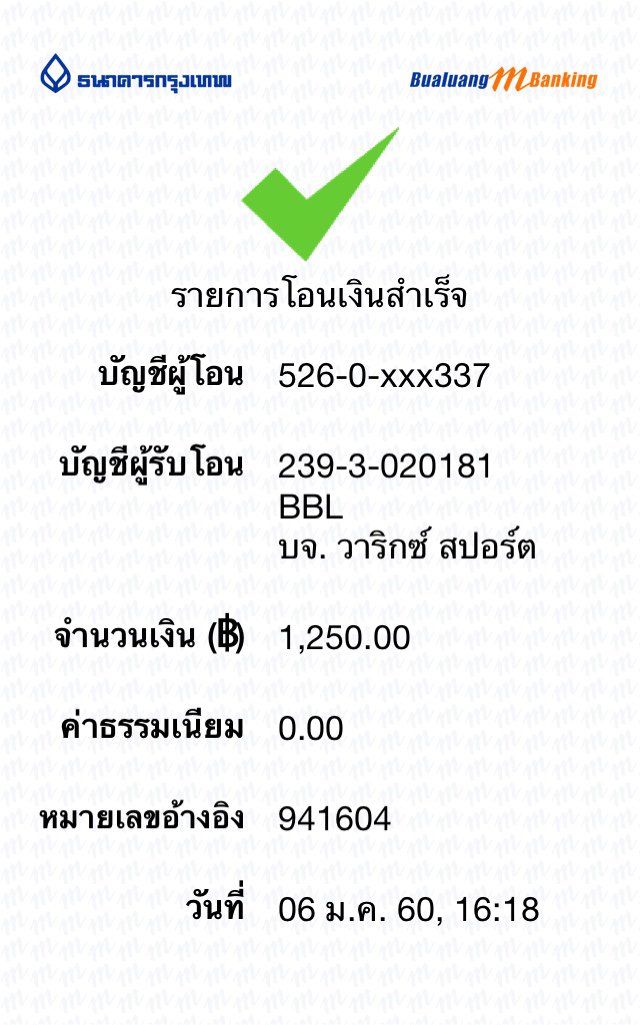 ธนาคารกรุงเทพ
Bualuang mBanking
รายการโอนเงินสำเร็จ
บัญชีผู้โอน 526-0-xxx337
บัญชีผู้รับโอน 239-3-020181
BBL
บจ. วาริกซ์ สปอร์ต
จำนวนเงิน (฿) 1,250.00
ค่าธรรมเนียม 0.00
หมายเลขอ้างอิง 941604
วันที่ 06 ม.ค. 60, 16:18